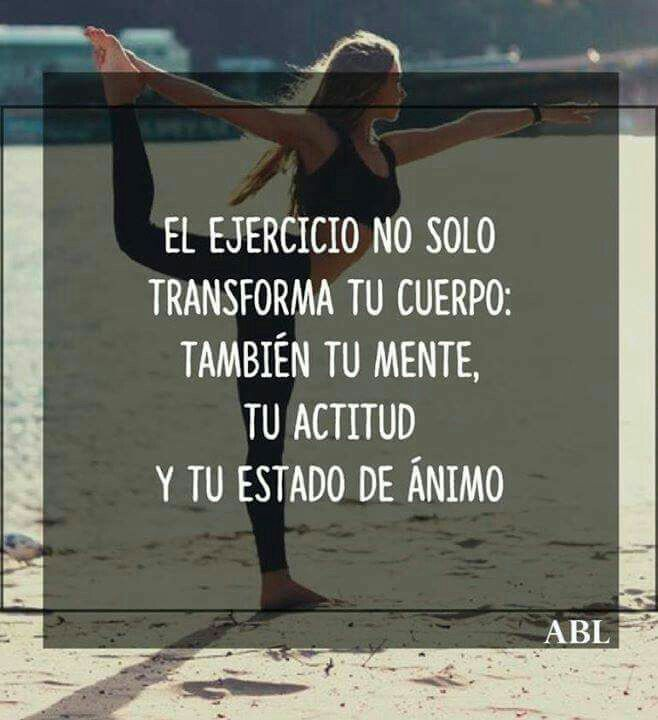 EL EJERCICIO NO SOLO
TRANSFORMA TU CUERPO:
TAMBIÉN TU MENTE,
TU ACTITUD
Y TU ESTADO DE ÁNIMO
ABL